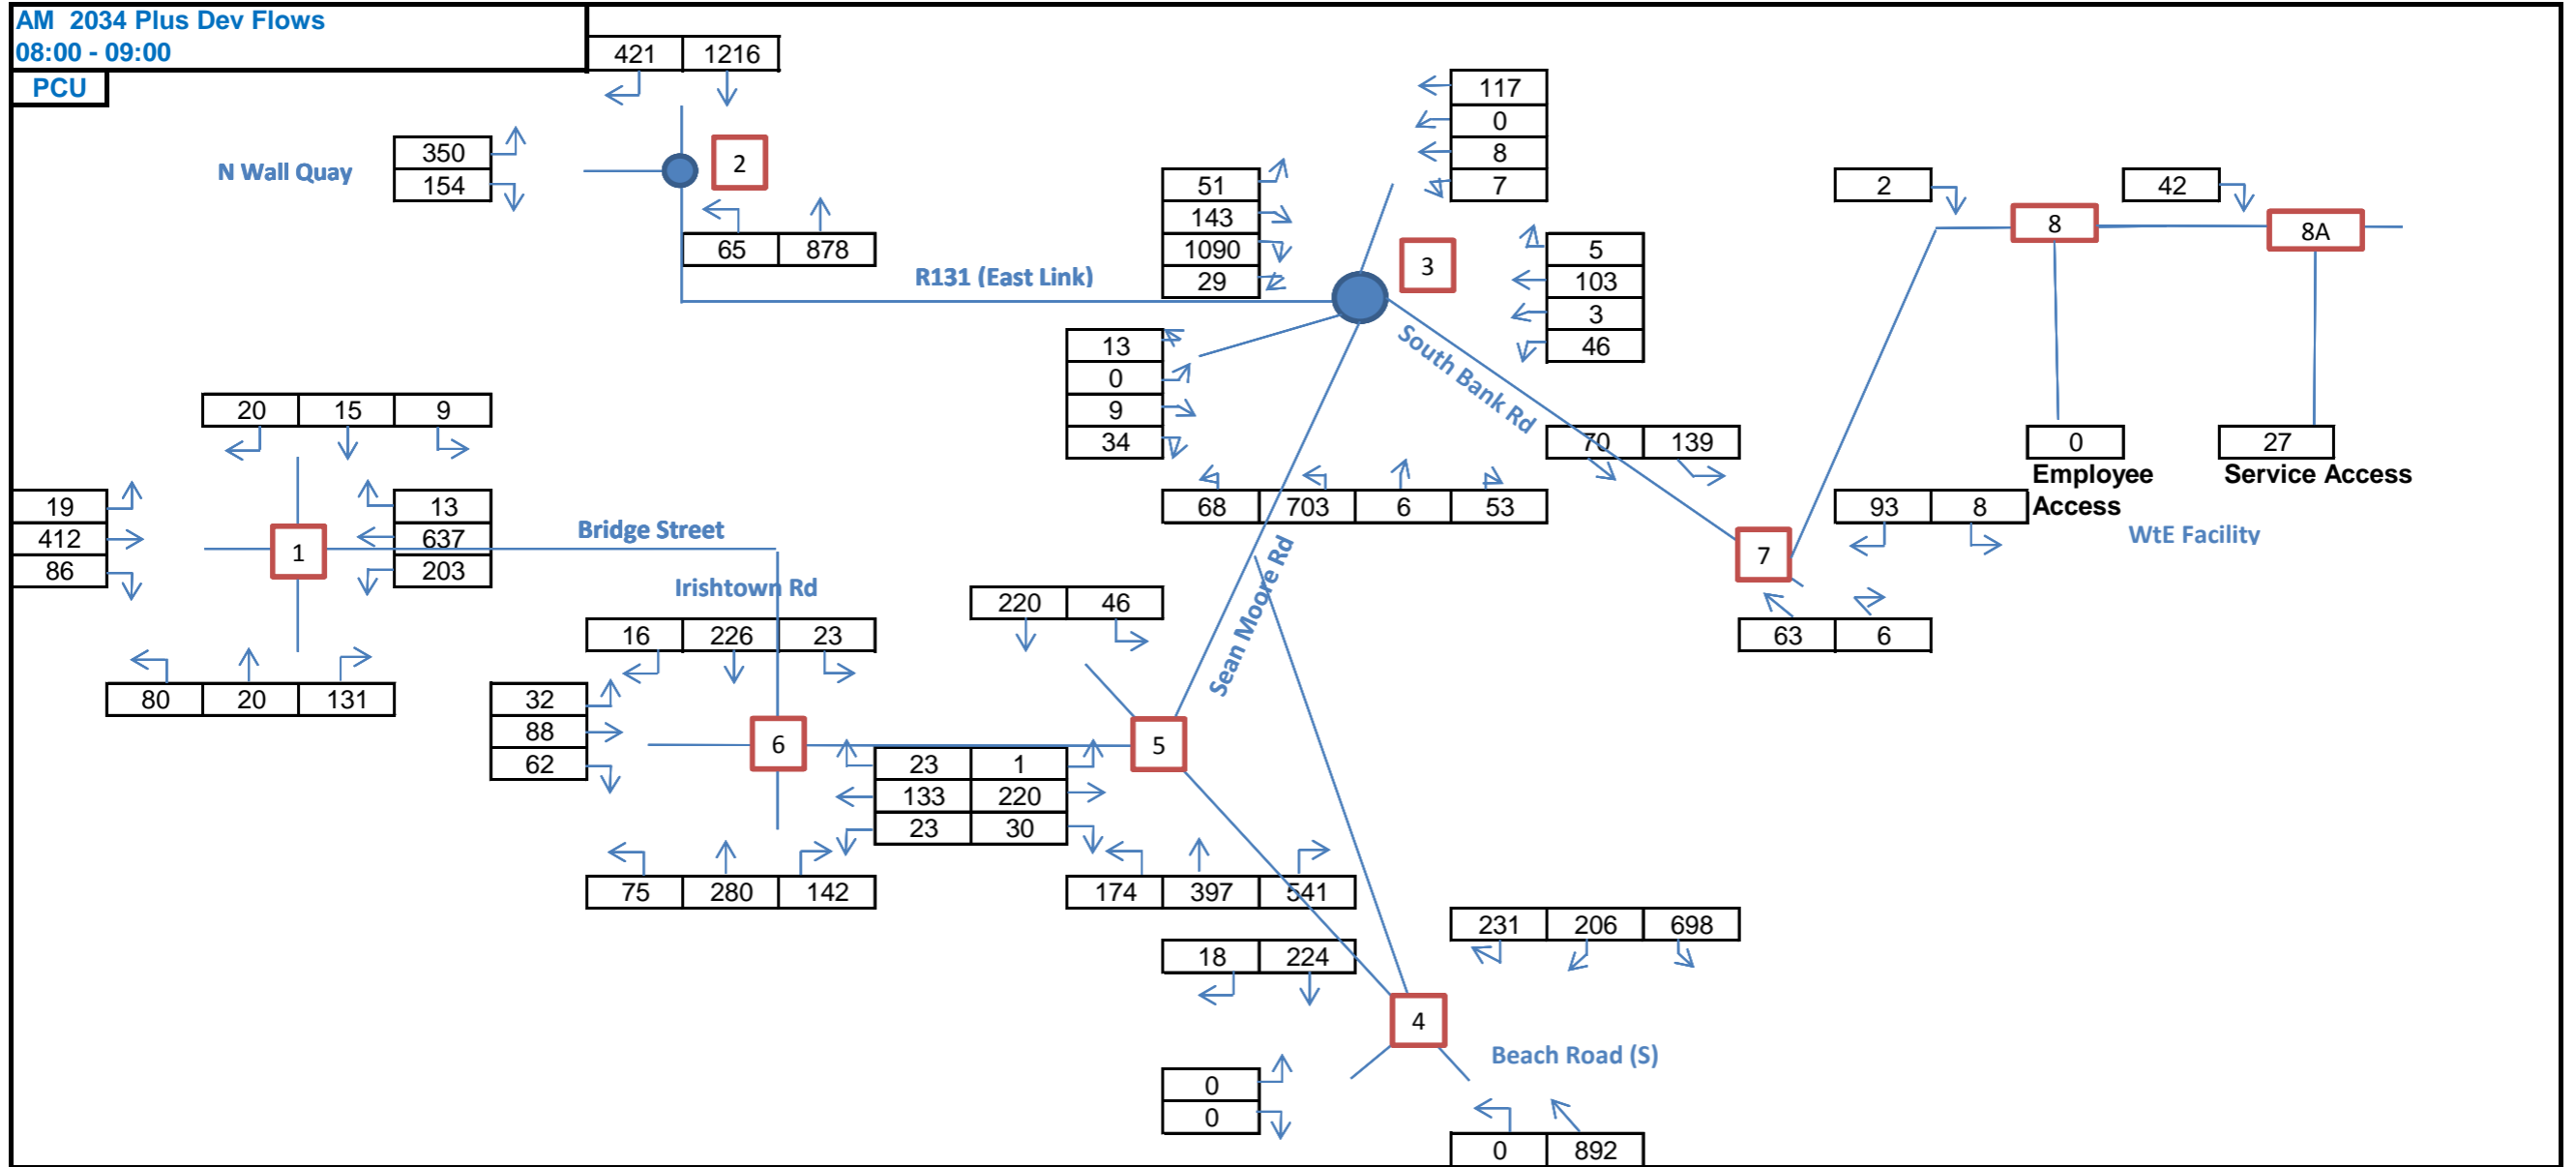 AM 2034 Plus Dev Flows
08:00 - 09:00
PCU
421 1216
N Wall Quay
350
154
2
65 878
R131 (East Link)
51
143
1090
29
117
0
8
7
3
5
103
3
46
13
0
9
34
South Bank Rd
68 703 6 53
70 139
2
8
42
8A
0
Employee
Access
27
Service Access
WtE Facility
93 8
7
63 6
20 15 9
19
412
86
1
13
637
203
Bridge Street
80 20 131
Irishtown Rd
16 226 23
32
88
62
6
23 1
133 220
23 30
75 280 142
220 46
Sean Moore Rd
5
174 397 541
18 224
231 206 698
4
Beach Road (S)
0
0
0 892